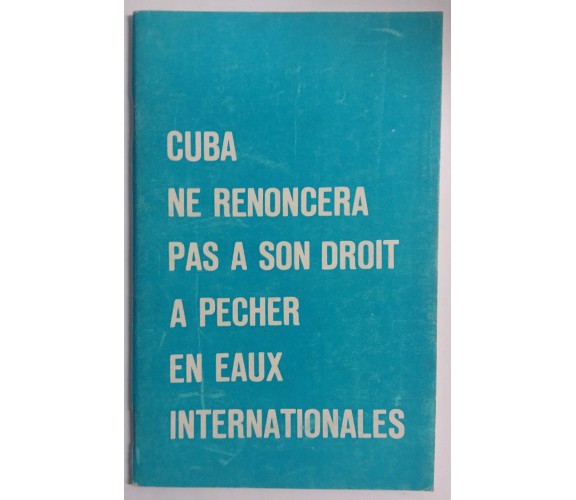 CUBA
NE RENONCERA
PAS A SON DROIT
A PECHER
EN EAUX
INTERNATIONALES